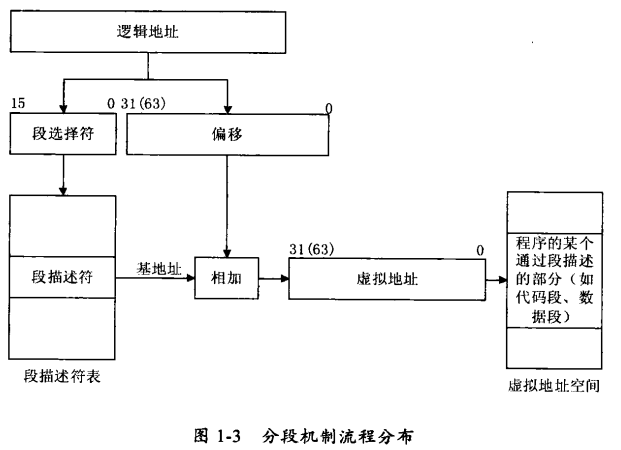 逻辑地址
15
0
31(63)
0
段选择符
偏移
31(63)
0
程序的某个
通过段描述
的部分（如
代码段、数
据段）
段描述符
基地址
相加
虚拟地址
段描述符表
虚拟地址空间
图 1-3 分段机制流程分布